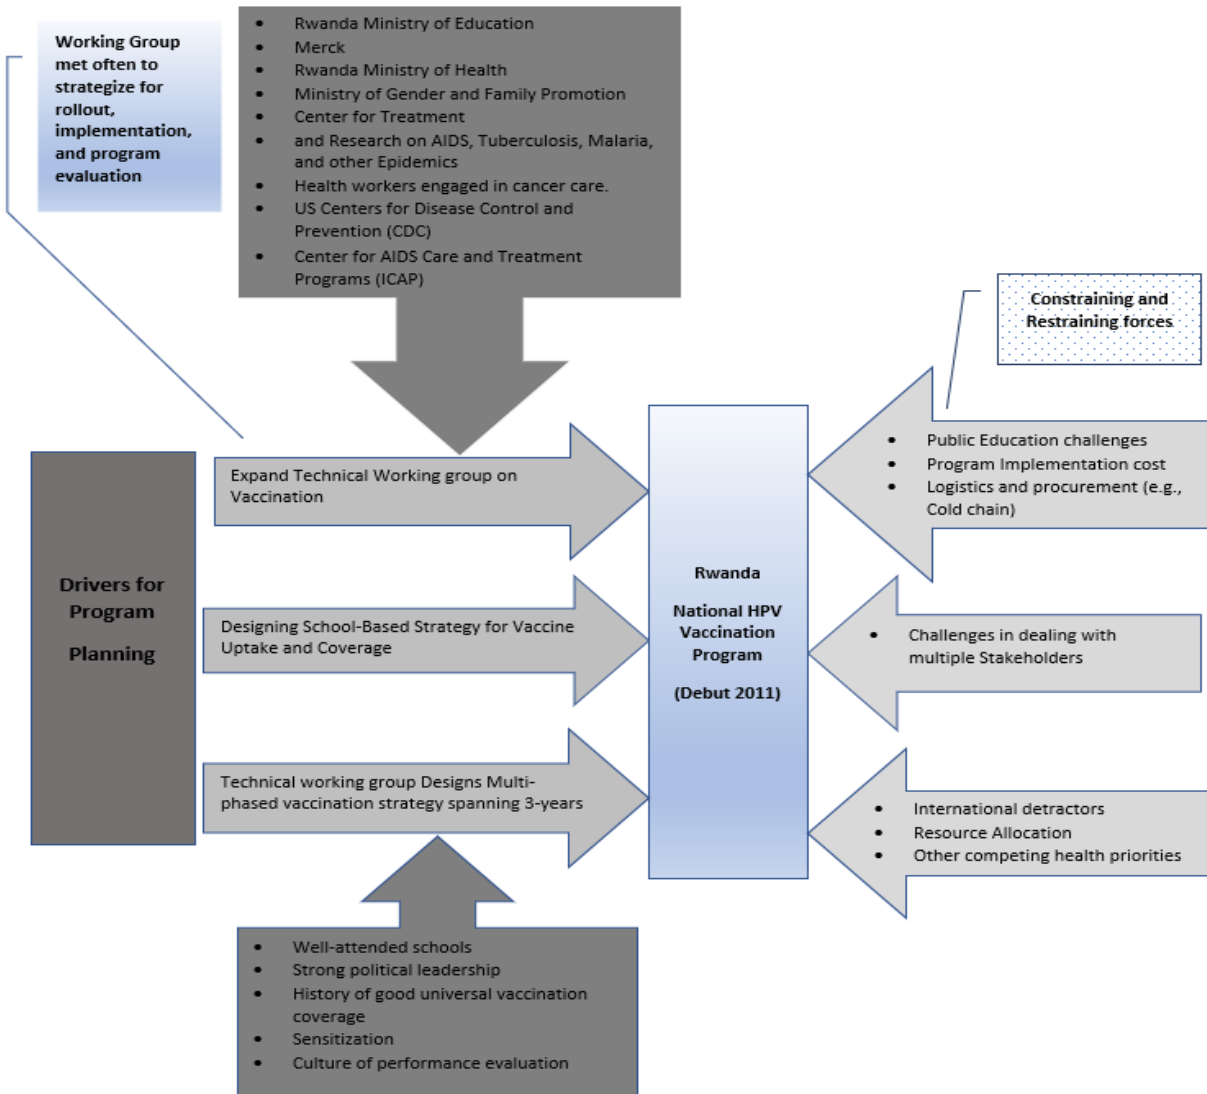 Working Group
met often to
strategize for
rollout,
implementation,
and program
evaluation
• Rwanda Ministry of Education
• Merck
• Rwanda Ministry of Health
• Ministry of Gender and Family Promotion
• Center for Treatment
• and Research on AIDS, Tuberculosis, Malaria,
and other Epidemics
• Health workers engaged in cancer care.
• US Centers for Disease Control and
Prevention (CDC)
• Center for AIDS Care and Treatment
Programs (ICAP)
Constraining and
Restraining forces
Drivers for
Program
Planning
Expand Technical Working group on
Vaccination
Designing School-Based Strategy for Vaccine
Uptake and Coverage
Technical working group Designs Multi-
phased vaccination strategy spanning 3-years
Rwanda
National HPV
Vaccination
Program
(Debut 2011)
• Public Education challenges
• Program Implementation cost
• Logistics and procurement (e.g.,
Cold chain)
• Challenges in dealing with
multiple Stakeholders
• International detractors
• Resource Allocation
• Other competing health priorities
• Well-attended schools
• Strong political leadership
• History of good universal vaccination
coverage
• Sensitization
• Culture of performance evaluation